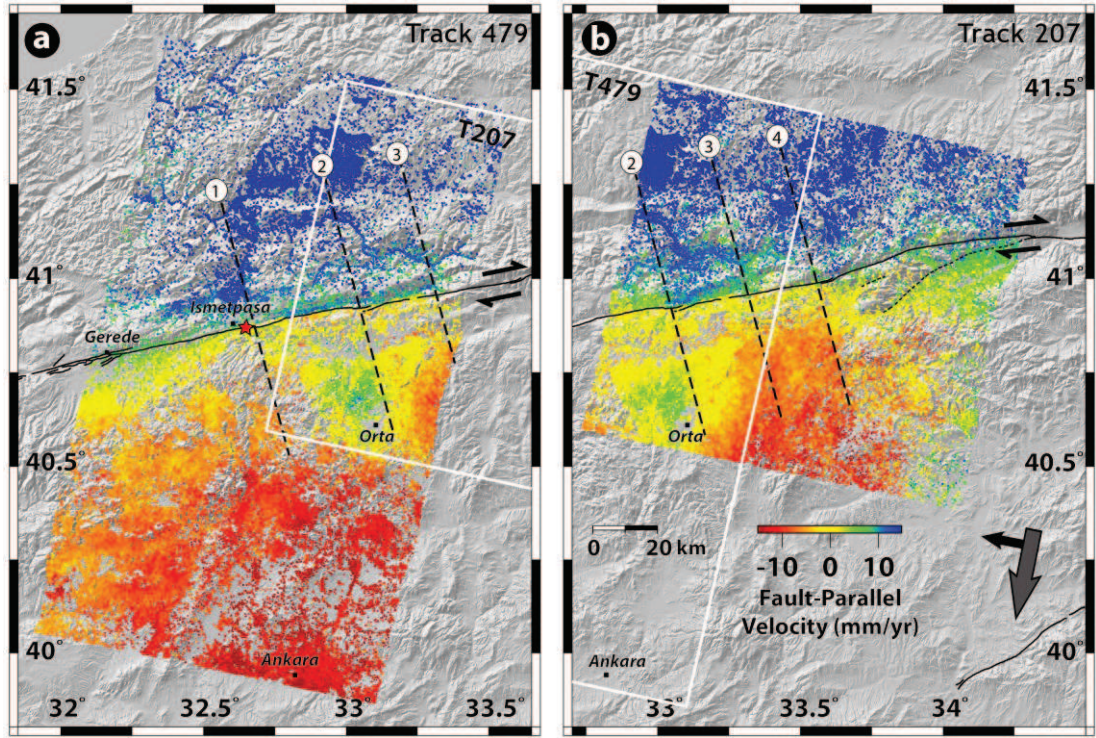 a
Track 479
b
Track 207
41.5°
41.5°
T207
T479
1
2
3
2
3
4
41°
41°
Ismetpaşa
Gerede
Orta
Orta
40.5°
40.5°
0 20 km
-10 0 10
Fault-Parallel
Velocity (mm/yr)
40°
40°
Ankara
Ankara
32° 32.5° 33° 33.5°
33° 33.5° 34°